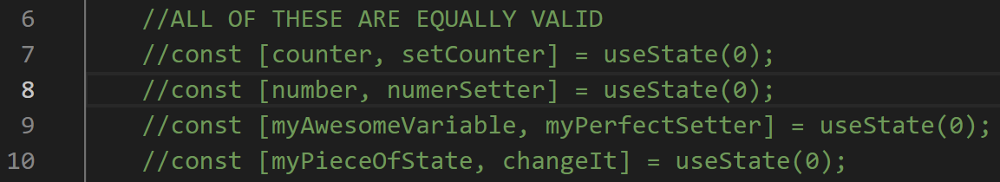 6 //ALL OF THESE ARE EQUALLY VALID
7 //const [counter, setCounter] = useState(0);
8 //const [number, numerSetter] = useState(0);
9 //const [myAwesomeVariable, myPerfectSetter] = useState(0);
10 //const [myPieceOfState, changeIt] = useState(0);